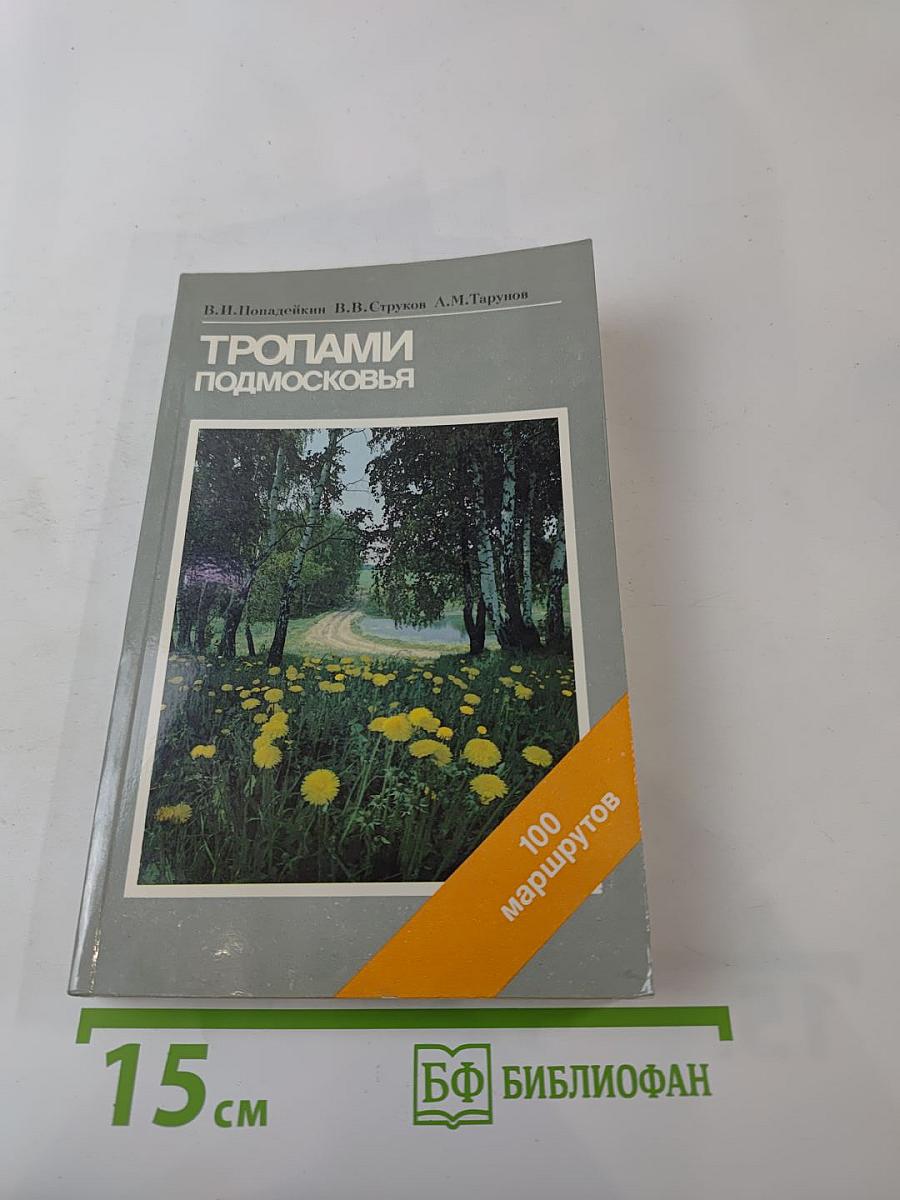 В.И.Попадейкин В.В.Струков А.М.Тарунов
ТРОПАМИ
ПОДМОСКОВЬЯ
100
маршрутов
15 см
БФ БИБЛИОФАН